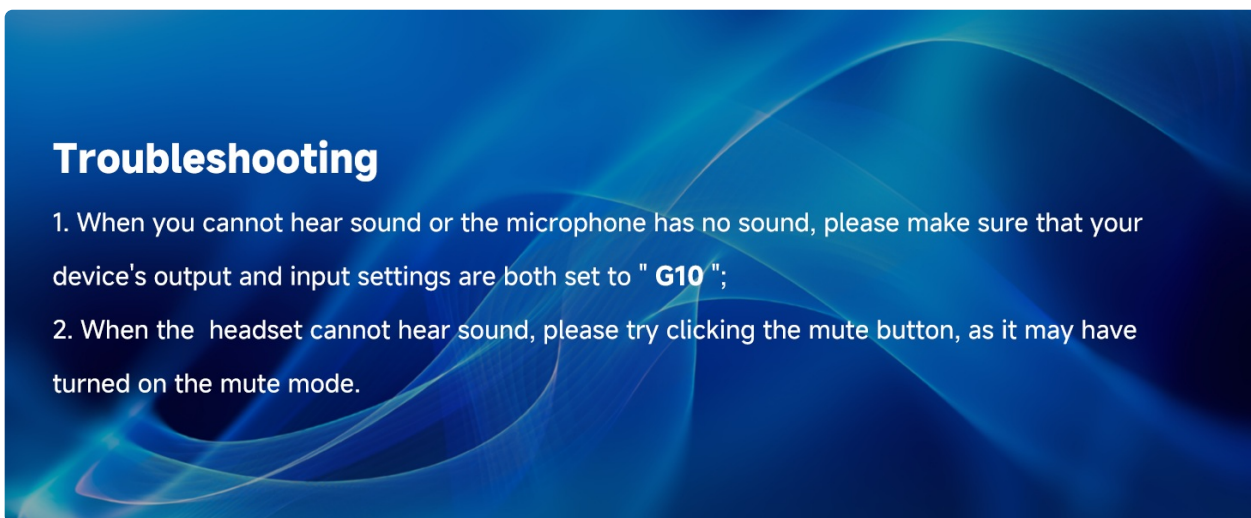 Troubleshooting
1. When you cannot hear sound or the microphone has no sound, please make sure that your
device's output and input settings are both set to " G10 ";
2. When the  headset cannot hear sound, please try clicking the mute button, as it may have
turned on the mute mode.